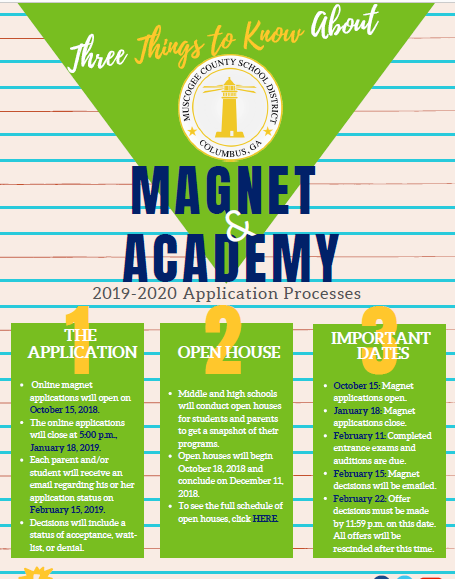 Three Things to Know About
MUSCOGEE COUNTY SCHOOL DISTRICT
COLUMBUS, GA
MAGNET
&
ACADEMY
2019-2020 Application Processes
1
THE
APPLICATION
Online magnet
applications will open on
October 15, 2018.
The online applications
will close at 5:00 p.m.,
January 18, 2019.
Each parent and/or
student will receive an
email regarding his or her
application status on
February 15, 2019.
Decisions will include a
status of acceptance, wait-
list, or denial.
2
OPEN HOUSE
Middle and high schools
will conduct open houses
for students and parents
to get a snapshot of their
programs.
Open houses will begin
October 18, 2018 and
conclude on December 11,
2018.
To see the full schedule of
open houses, click HERE.
3
IMPORTANT
DATES
October 15: Magnet
applications open.
January 18: Magnet
applications close.
February 11: Completed
entrance exams and
auditions are due.
February 15: Magnet
decisions will be emailed.
February 22: Offer
decisions must be made
by 11:59 p.m. on this date.
All offers will be
rescinded after this time.